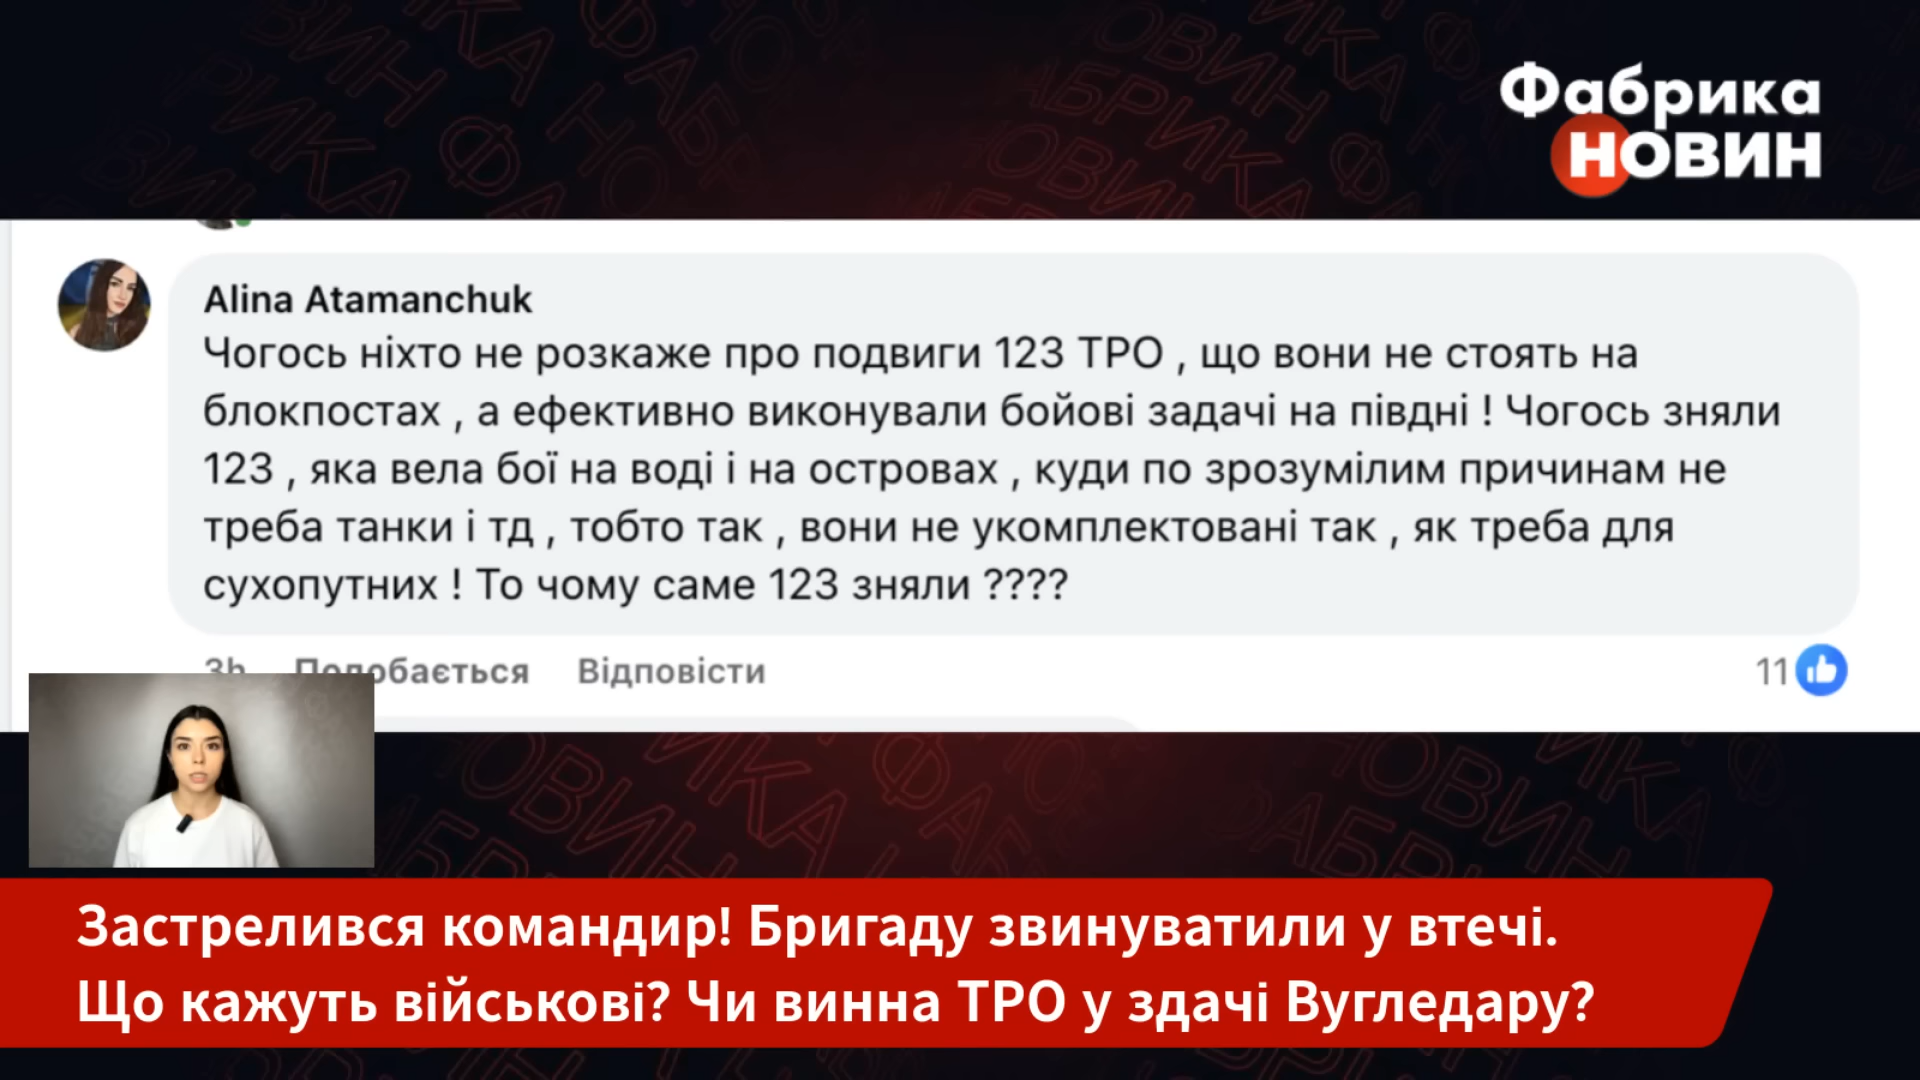 Фабрика
новин
Alina Atamanchuk
Чогось ніхто не розкаже про подвиги 123 ТРО , що вони не стоять на
блокпостах , а ефективно виконували бойові задачі на півдні ! Чогось зняли
123 , яка вела бої на воді і на островах , куди по зрозумілим причинам не
треба танки і тд , тобто так , вони не укомплектовані так , як треба для
сухопутних ! То чому саме 123 зняли ????
3h Подобається Відповісти 11
Застрелився командир! Бригаду звинуватили у втечі.
Що кажуть військові? Чи винна ТРО у здачі Вугледару?